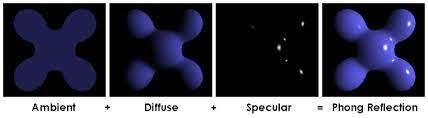 Ambient + Diffuse + Specular = Phong Reflection